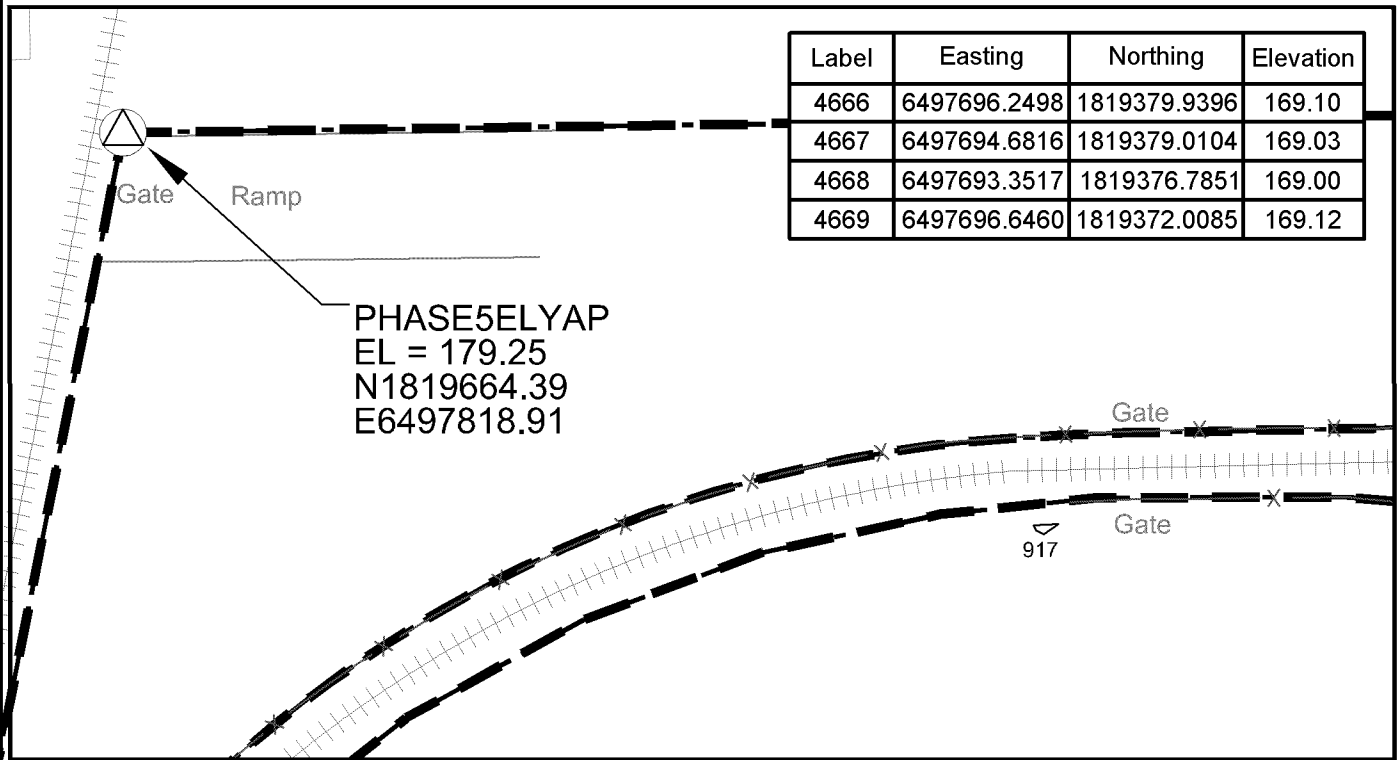 Label Easting Northing Elevation
4666 6497696.2498 1819379.9396 169.10
4667 6497694.6816 1819379.0104 169.03
4668 6497693.3517 1819376.7851 169.00
4669 6497696.6460 1819372.0085 169.12
Gate Ramp
PHASE5ELYAP
EL = 179.25
N1819664.39
E6497818.91
Gate
Gate
917